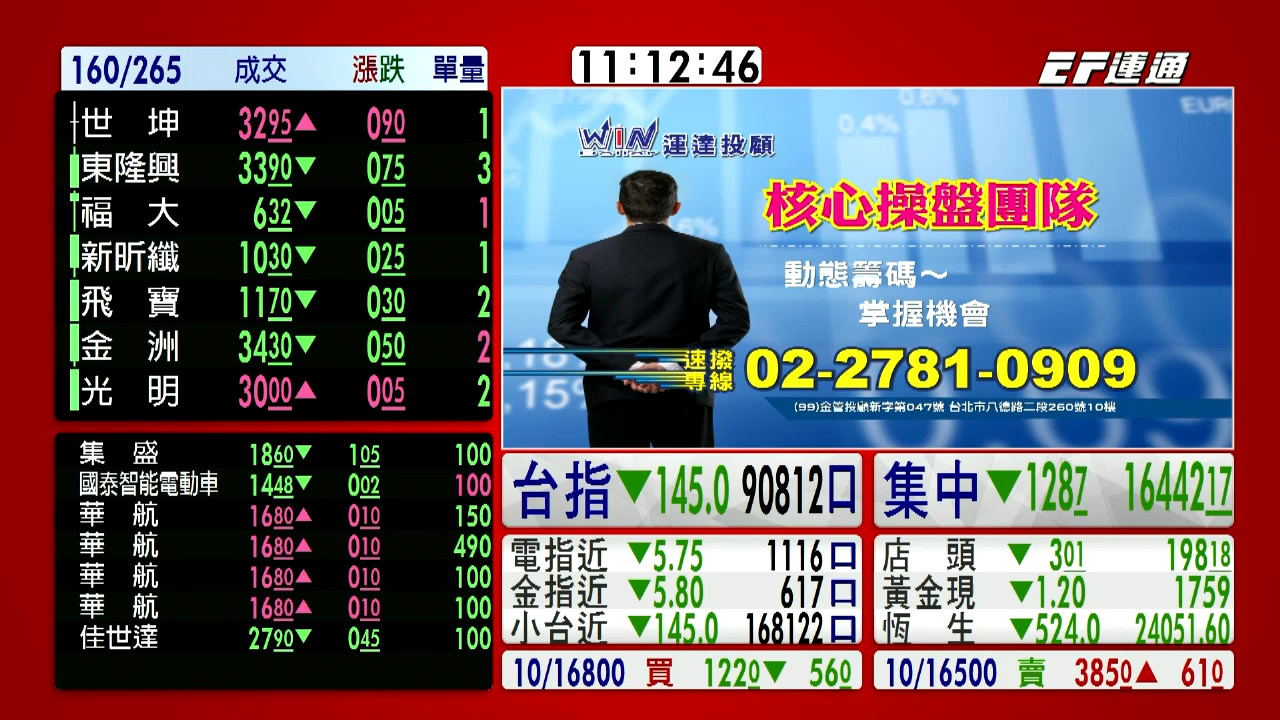 160/265 成交 漲跌 單量
11:12:46
EF運通
世坤 3295▲ 090 1
東隆興 3390▼ 075 3
福大 632▼ 005 1
新昕纖 1030▼ 025 1
飛寶 1170▼ 030 2
金洲 3430▼ 050 2
光明 3000▲ 005 2
集盛 1860▼ 105 100
國泰智能電動車 1448▼ 002 100
華航 1680▲ 010 150
華航 1680▲ 010 490
華航 1680▲ 010 100
華航 1680▲ 010 100
佳世達 2790▼ 045 100
WIN 運達投顧
0.6%
EUR
0.4%
核心操盤團隊
動態籌碼～
掌握機會
速撥專線 02-2781-0909
(99)金管投顧新字第047號 台北市八德路二段260號10樓
台指▼145.0 90812口
集中▼1287 1644217
電指近 ▼5.75 1116口
金指近 ▼5.80 617口
小台近 ▼145.0 168122口
店頭 ▼301 19818
黃金現 ▼1.20 1759
恆生 ▼524.0 24051.60
10/16800 買 1220▼ 560
10/16500 賣 3850▲ 610